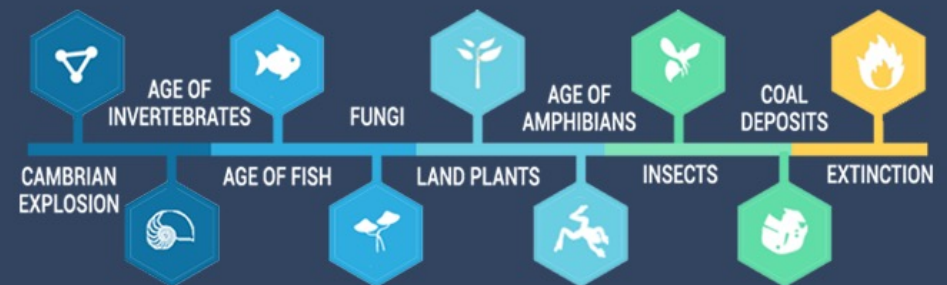 CAMBRIAN
EXPLOSION
AGE OF
INVERTEBRATES
AGE OF FISH
FUNGI
LAND PLANTS
AGE OF
AMPHIBIANS
INSECTS
COAL
DEPOSITS
EXTINCTION